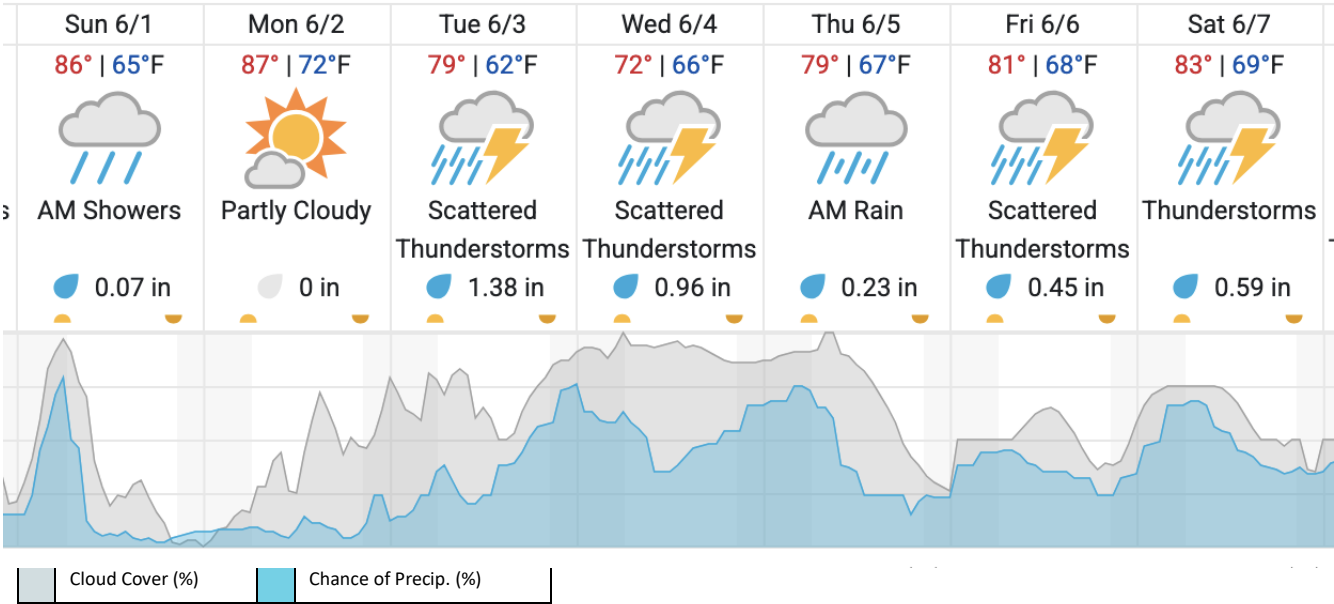 Sun 6/1 Mon 6/2 Tue 6/3 Wed 6/4 Thu 6/5 Fri 6/6 Sat 6/7
86° | 65°F 87° | 72°F 79° | 62°F 72° | 66°F 79° | 67°F 81° | 68°F 83° | 69°F
s AM Showers Partly Cloudy Scattered Scattered AM Rain Scattered Thunderstorms
Thunderstorms Thunderstorms Thunderstorms
0.07 in 0 in 1.38 in 0.96 in 0.23 in 0.45 in 0.59 in
Cloud Cover (%) Chance of Precip. (%)